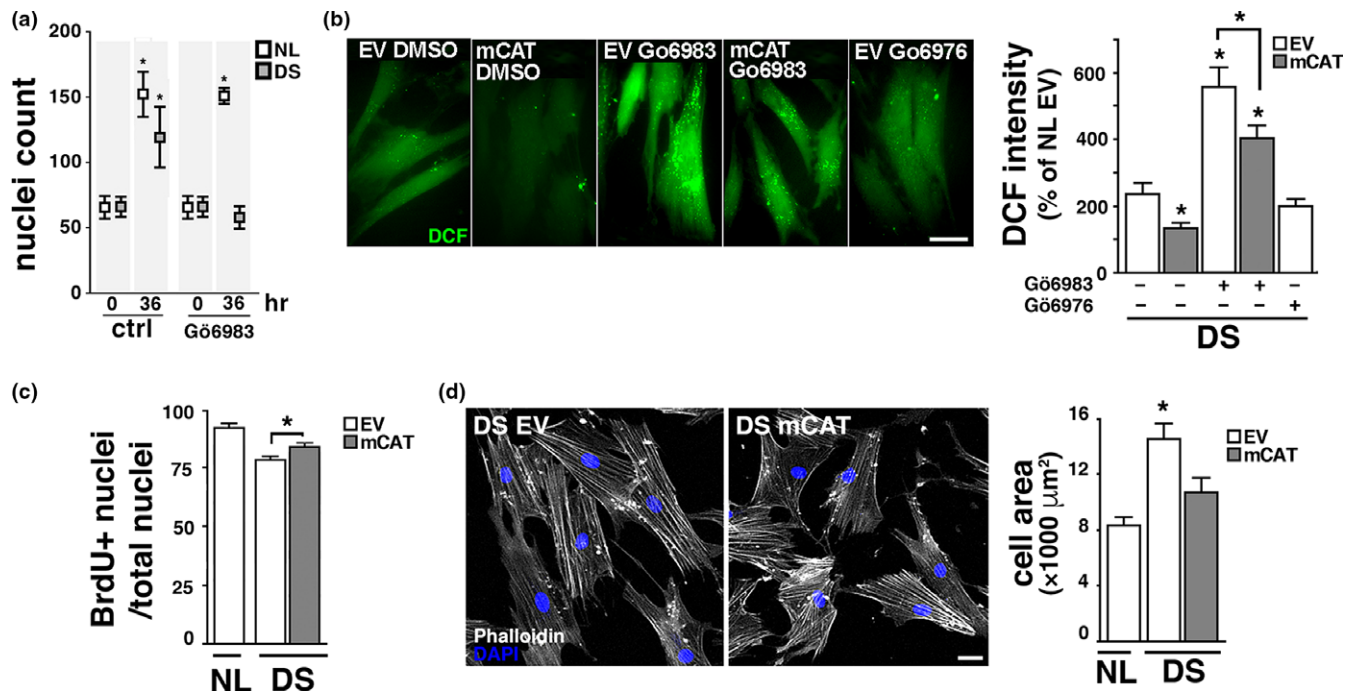 (a)
nuclei count
200
150
100
50
0
NL
DS
*
*
*
0 36 0 36 hr
ctrl Gö6983
(b)
EV DMSO
mCAT DMSO
EV Go6983
mCAT Go6983
EV Go6976
DCF
DCF intensity
(% of NL EV)
600
400
200
0
EV
mCAT
*
*
*
*
Gö6983 – – + + –
Gö6976 – – – – +
DS
(c)
BrdU+ nuclei
/total nuclei
100
75
50
25
0
*
EV
mCAT
NL DS
(d)
DS EV
DS mCAT
Phalloidin
DAPI
cell area
(×1000 µm²)
16
12
8
4
0
*
EV
mCAT
NL DS